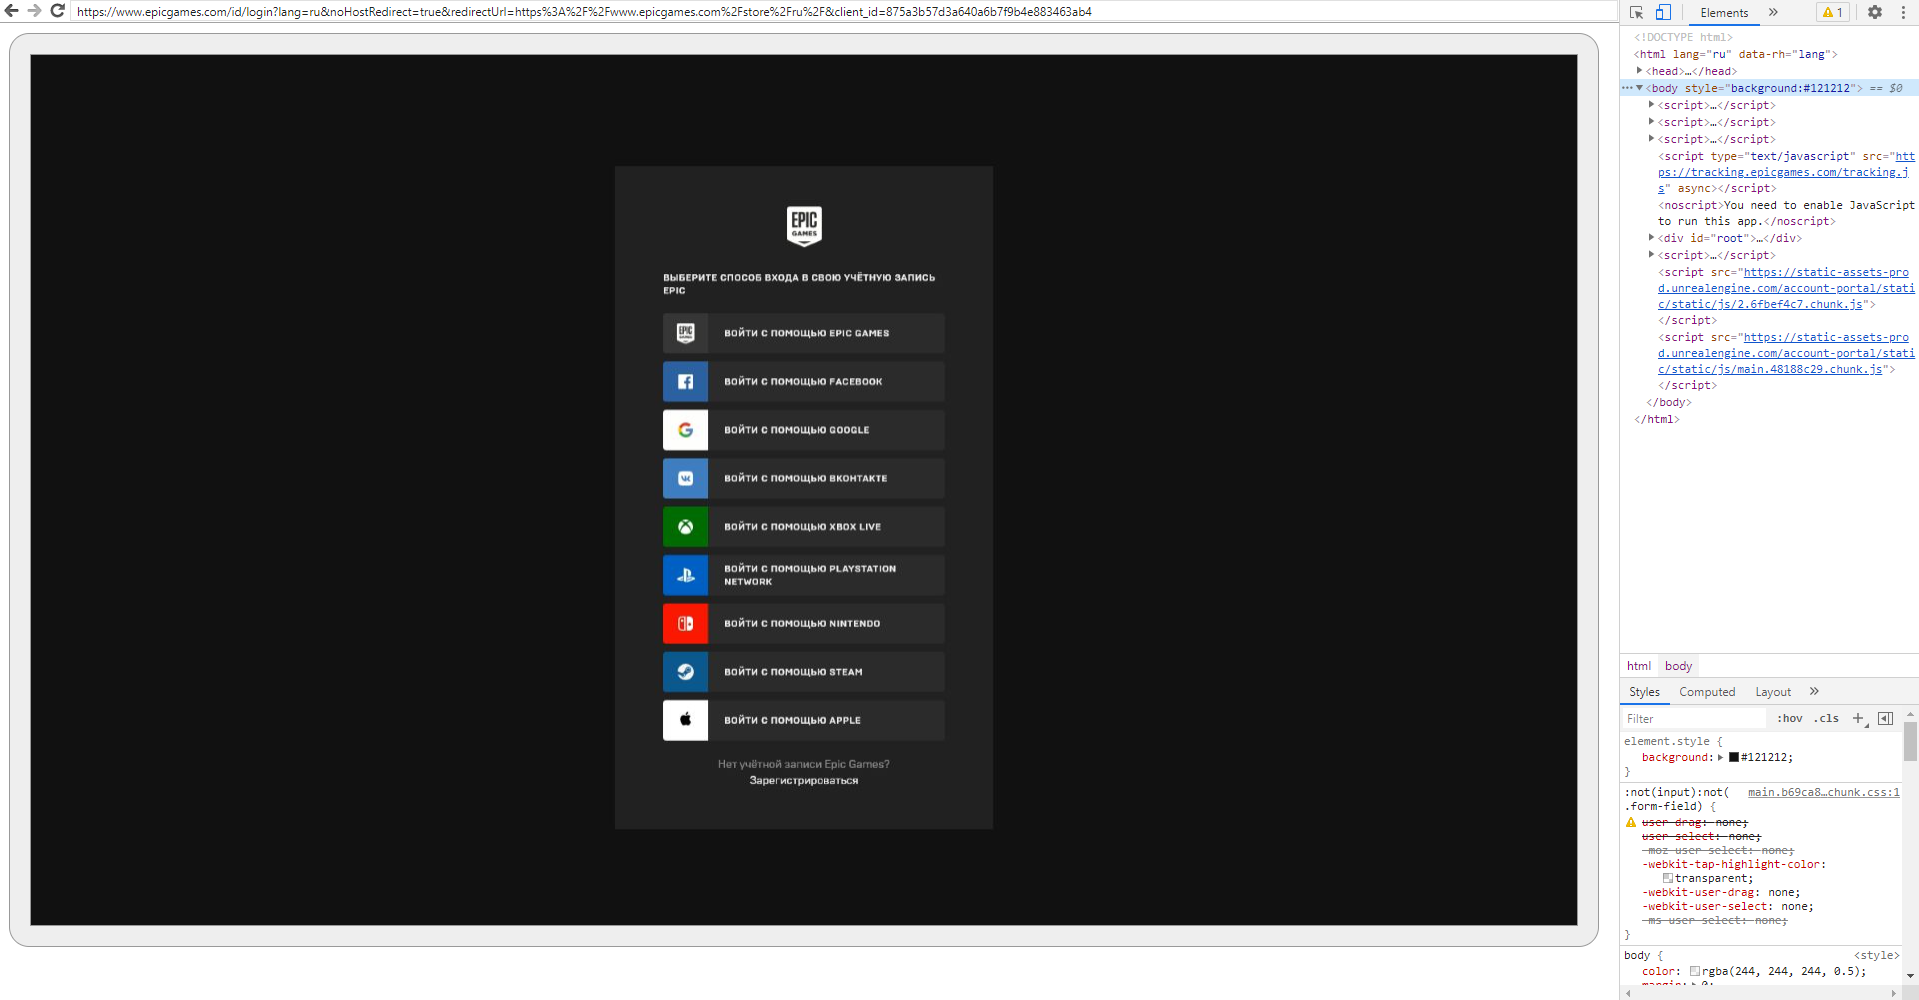 https://www.epicgames.com/id/login?lang=ru&noHostRedirect=true&redirectUrl=https%3A%2F%2Fwww.epicgames.com%2Fstore%2Fru%2F&client_id=875a3b57d3a640a6b7f9b4e883463ab4
EPIC
GAMES
ВЫБЕРИТЕ СПОСОБ ВХОДА В СВОЮ УЧЁТНУЮ ЗАПИСЬ
EPIC
EPIC
GAMES
ВОЙТИ С ПОМОЩЬЮ EPIC GAMES
ВОЙТИ С ПОМОЩЬЮ FACEBOOK
ВОЙТИ С ПОМОЩЬЮ GOOGLE
ВОЙТИ С ПОМОЩЬЮ ВКОНТАКТЕ
ВОЙТИ С ПОМОЩЬЮ XBOX LIVE
ВОЙТИ С ПОМОЩЬЮ PLAYSTATION
NETWORK
ВОЙТИ С ПОМОЩЬЮ NINTENDO
ВОЙТИ С ПОМОЩЬЮ STEAM
ВОЙТИ С ПОМОЩЬЮ APPLE
Нет учётной записи Epic Games?
Зарегистрироваться
Elements
1
<!DOCTYPE html>
<html lang="ru" data-rh="lang">
<head>…</head>
<body style="background:#121212"> == $0
<script>…</script>
<script>…</script>
<script>…</script>
<script type="text/javascript" src="htt
ps://tracking.epicgames.com/tracking.j
s" async></script>
<noscript>You need to enable JavaScript
to run this app.</noscript>
<div id="root">…</div>
<script>…</script>
<script src="https://static-assets-pro
d.unrealengine.com/account-portal/stati
c/static/js/2.6fbef4c7.chunk.js">
</script>
<script src="https://static-assets-pro
d.unrealengine.com/account-portal/stati
c/static/js/main.48188c29.chunk.js">
</script>
</body>
</html>
html body
Styles Computed Layout
Filter :hov .cls
element.style {
background: #121212;
}
:not(input):not( main.b69ca8…chunk.css:1
.form-field) {
user-drag: none;
user-select: none;
-moz-user-select: none;
-webkit-tap-highlight-color:
transparent;
-webkit-user-drag: none;
-webkit-user-select: none;
-ms-user-select: none;
}
body { <style>
color: rgba(244, 244, 244, 0.5);
margin: 0;